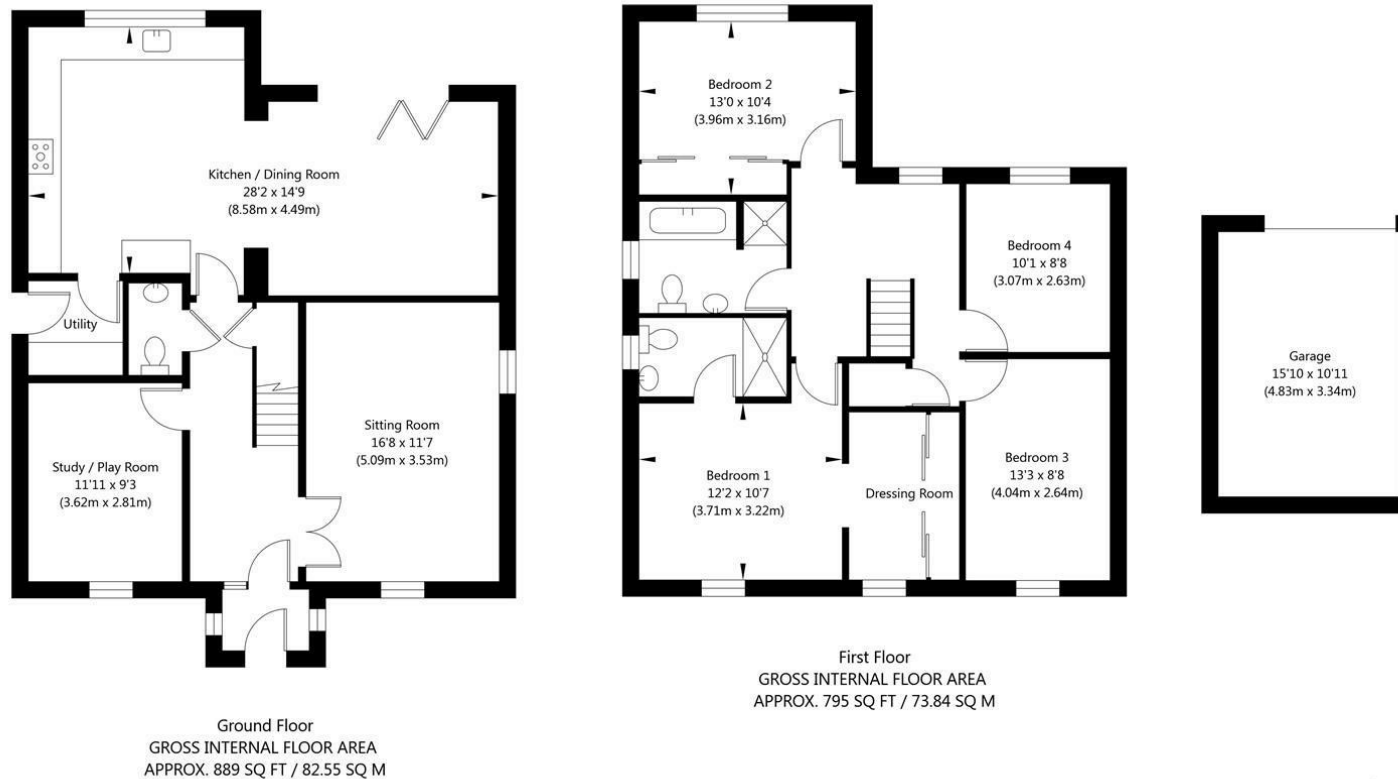 Kitchen / Dining Room
28'2 x 14'9
(8.58m x 4.49m)
Utility
Sitting Room
16'8 x 11'7
(5.09m x 3.53m)
Study / Play Room
11'11 x 9'3
(3.62m x 2.81m)
Ground Floor
GROSS INTERNAL FLOOR AREA
APPROX. 889 SQ FT / 82.55 SQ M
Bedroom 2
13'0 x 10'4
(3.96m x 3.16m)
Bedroom 4
10'1 x 8'8
(3.07m x 2.63m)
Bedroom 1
12'2 x 10'7
(3.71m x 3.22m)
Dressing Room
Bedroom 3
13'3 x 8'8
(4.04m x 2.64m)
First Floor
GROSS INTERNAL FLOOR AREA
APPROX. 795 SQ FT / 73.84 SQ M
Garage
15'10 x 10'11
(4.83m x 3.34m)